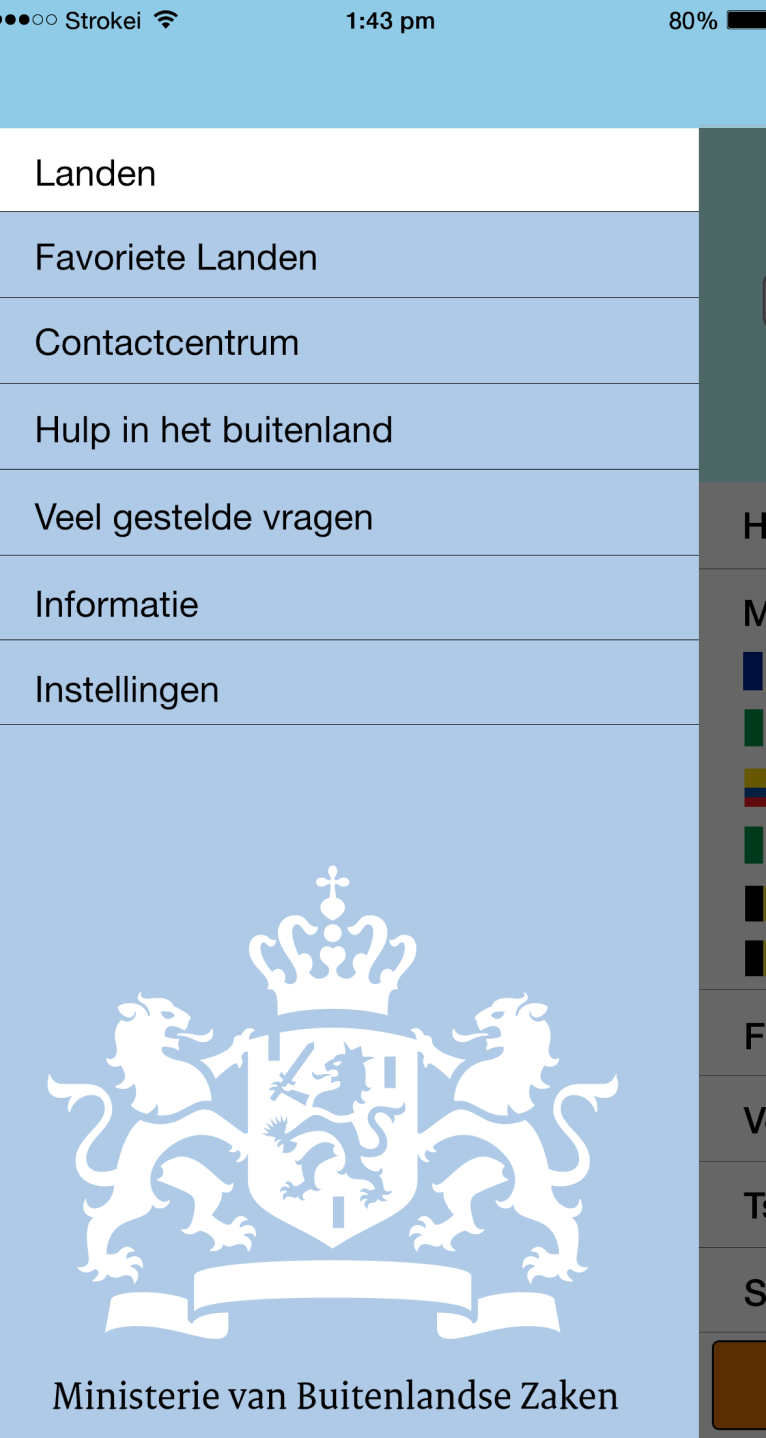 Strokei 1:43 pm 80%
Landen
Favoriete Landen
Contactcentrum
Hulp in het buitenland
Veel gestelde vragen
Informatie
Instellingen
Ministerie van Buitenlandse Zaken